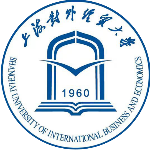 上海对外经贸大学
1960
SHANGHAI UNIVERSITY OF INTERNATIONAL BUSINESS AND ECONOMICS